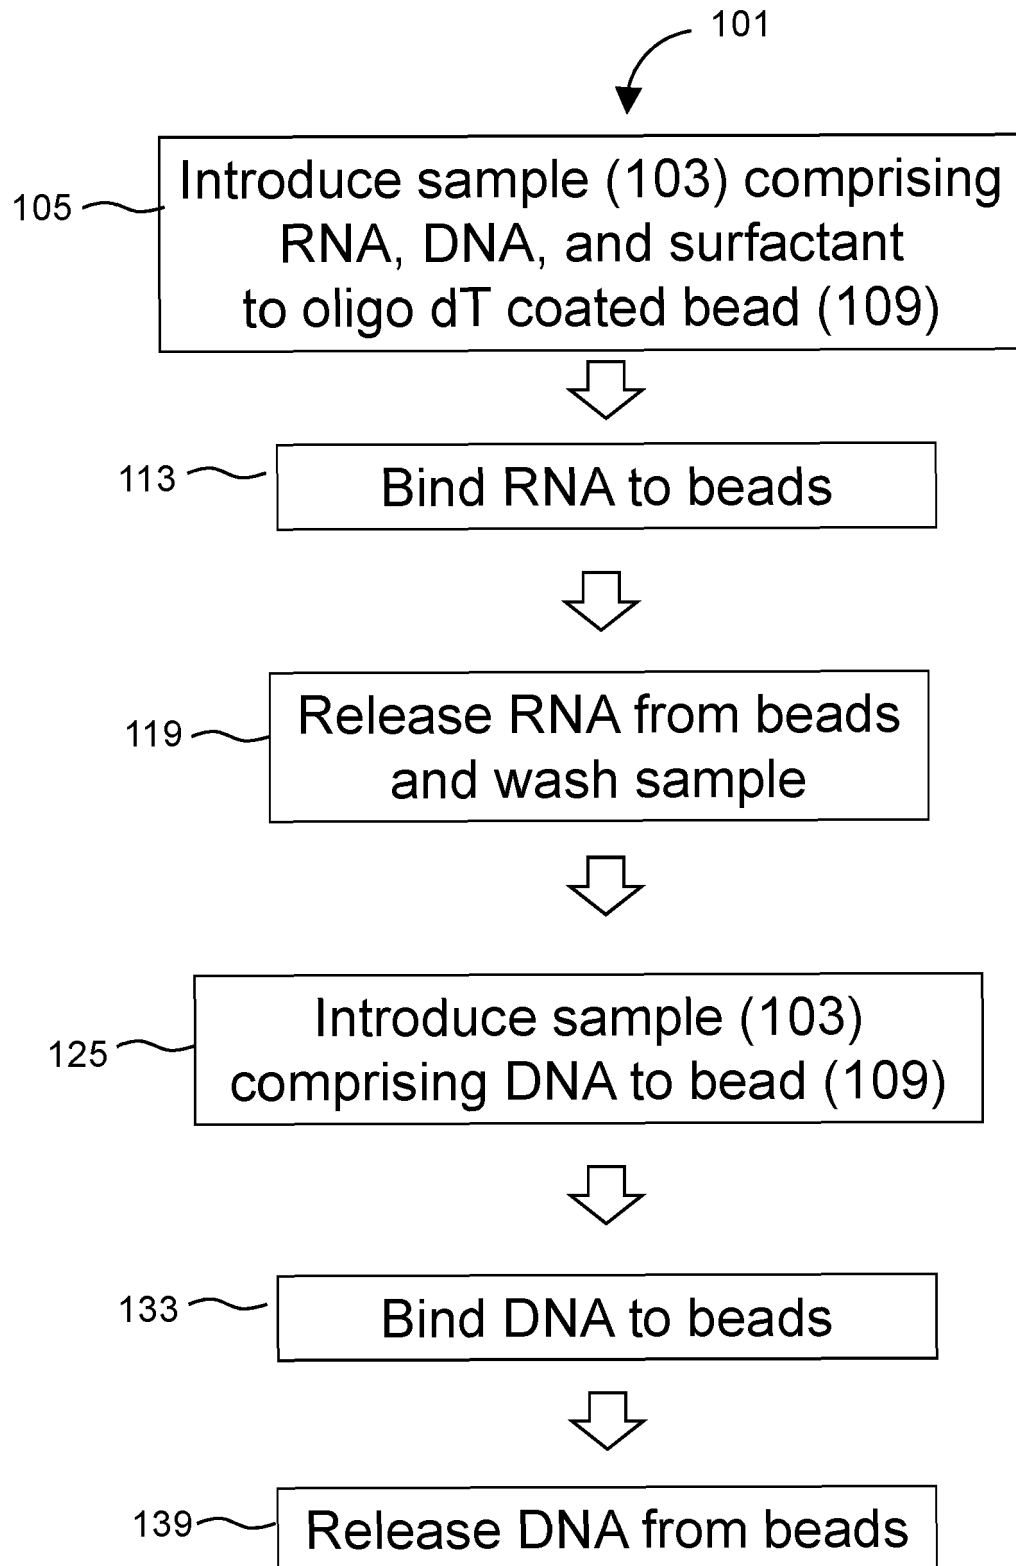 101
105
Introduce sample (103) comprising
RNA, DNA, and surfactant
to oligo dT coated bead (109)
113
Bind RNA to beads
119
Release RNA from beads
and wash sample
125
Introduce sample (103)
comprising DNA to bead (109)
133
Bind DNA to beads
139
Release DNA from beads